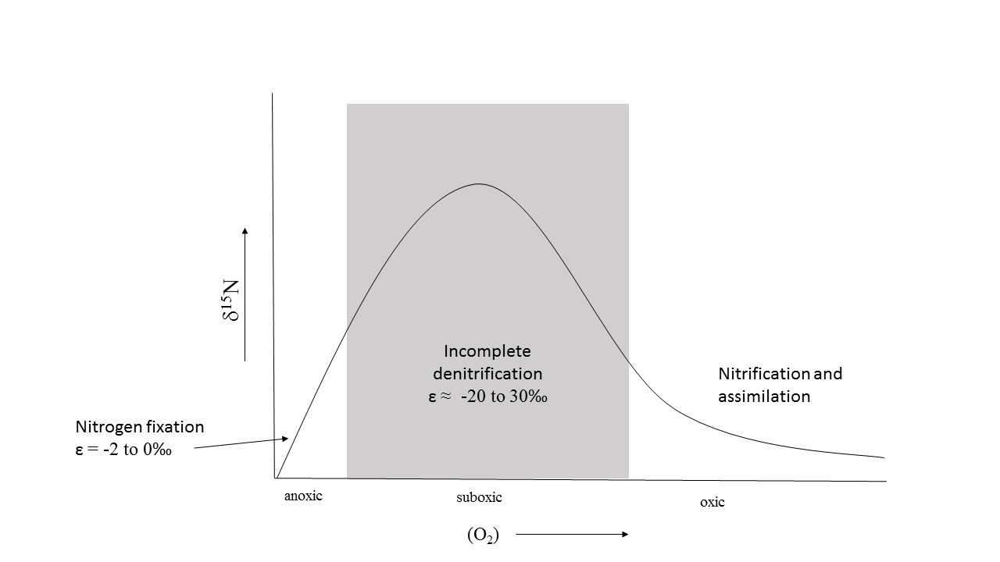 δ¹⁵N
Incomplete
denitrification
ε ≈ -20 to 30‰
Nitrification and
assimilation
Nitrogen fixation
ε = -2 to 0‰
anoxic
suboxic
oxic
(O₂)